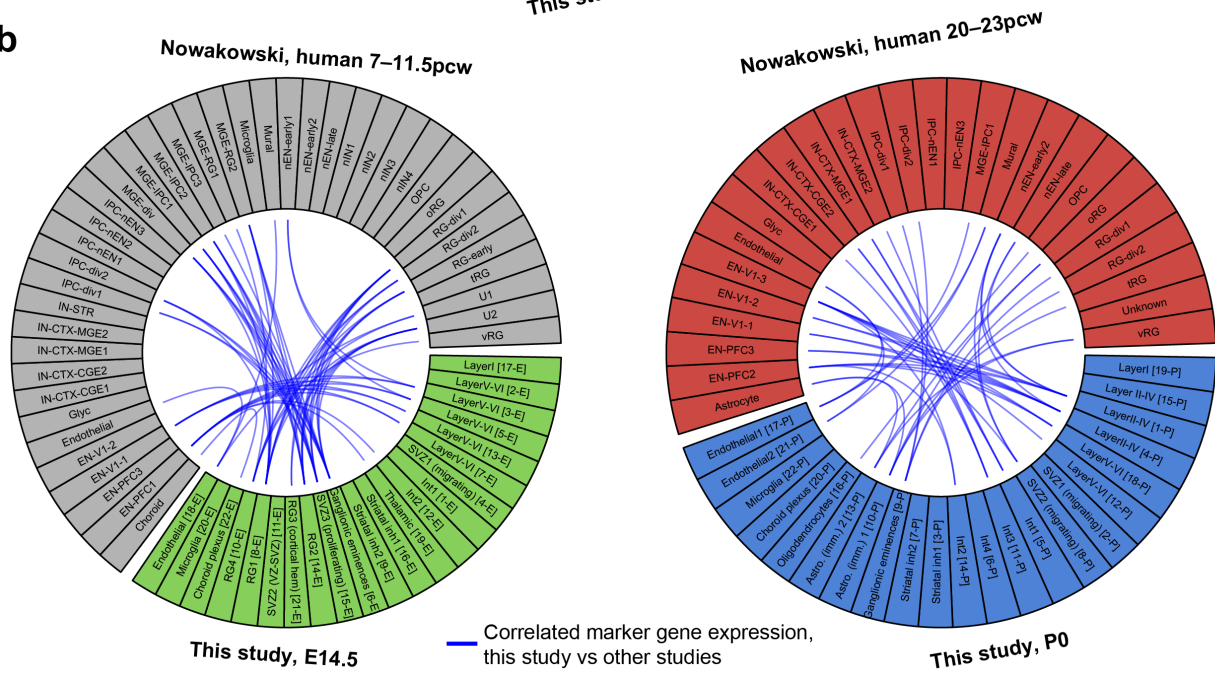 This st
b
Nowakowski, human 7–11.5pcw
Choroid
EN-PFC1
EN-PFC3
EN-V1-1
EN-V1-2
Endothelial
Glyc
IN-CTX-CGE1
IN-CTX-CGE2
IN-CTX-MGE1
IN-CTX-MGE2
IN-STR
IPC-div1
IPC-div2
IPC-nEN1
IPC-nEN2
IPC-nEN3
MGE-div
MGE-IPC1
MGE-IPC2
MGE-IPC3
MGE-RG1
MGE-RG2
Microglia
Mural
nEN-early1
nEN-early2
nEN-late
nIN1
nIN2
nIN3
nIN4
OPC
oRG
RG-div1
RG-div2
RG-early
tRG
U1
U2
vRG
LayerI [17-E]
LayerV-VI [2-E]
LayerV-VI [3-E]
LayerV-VI [5-E]
LayerV-VI [13-E]
LayerV-VI [7-E]
SVZ1 (migrating) [4-E]
Int1 [1-E]
Int2 [12-E]
Thalamic [19-E]
Striatal inh1 [16-E]
Striatal inh2 [9-E]
Ganglionic eminences [6-E
SVZ3 (proliferating) [15-E]
RG2 [14-E]
RG3 (cortical hem) [21-E]
SVZ2 (VZ-SVZ) [11-E]
RG1 [8-E]
RG4 [10-E]
Choroid plexus [22-E]
Microglia [20-E]
Endothelial [18-E]
This study, E14.5
Nowakowski, human 20–23pcw
Astrocyte
EN-PFC2
EN-PFC3
EN-V1-1
EN-V1-2
EN-V1-3
Endothelial
Glyc
IN-CTX-CGE1
IN-CTX-CGE2
IN-CTX-MGE1
IN-CTX-MGE2
IPC-div1
IPC-div2
IPC-nEN1
IPC-nEN3
MGE-IPC1
Mural
nEN-early2
nEN-late
OPC
oRG
RG-div1
RG-div2
tRG
Unknown
vRG
LayerI [19-P]
Layer II-IV [15-P]
LayerII-IV [1-P]
LayerII-IV [4-P]
LayerV-VI [18-P]
LayerV-VI [12-P]
SVZ1 (migrating) [2-P]
SVZ2 (migrating) [8-P]
Int1 [5-P]
Int3 [11-P]
Int4 [6-P]
Int2 [14-P]
Striatal inh1 [3-P]
Striatal inh2 [7-P]
Ganglionic eminences [9-P
Astro. (imm.) 1 [10-P]
Astro. (imm.) 2 [13-P]
Oligodendrocytes [16-P]
Choroid plexus [20-P]
Microglia [22-P]
Endothelial2 [21-P]
Endothelial1 [17-P]
This study, P0
Correlated marker gene expression,
this study vs other studies